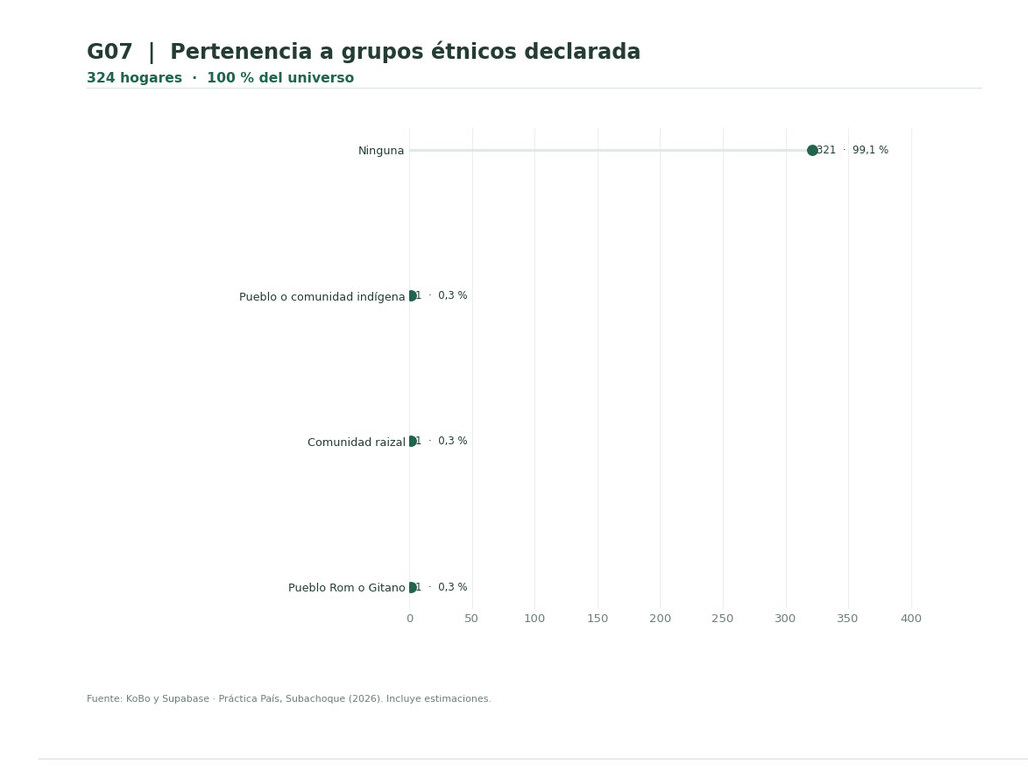 G07 | Pertenencia a grupos étnicos declarada
324 hogares · 100 % del universo
Ninguna 321 · 99,1 %
Pueblo o comunidad indígena 1 · 0,3 %
Comunidad raizal 1 · 0,3 %
Pueblo Rom o Gitano 1 · 0,3 %
0 50 100 150 200 250 300 350 400
Fuente: KoBo y Supabase · Práctica País, Subachoque (2026). Incluye estimaciones.